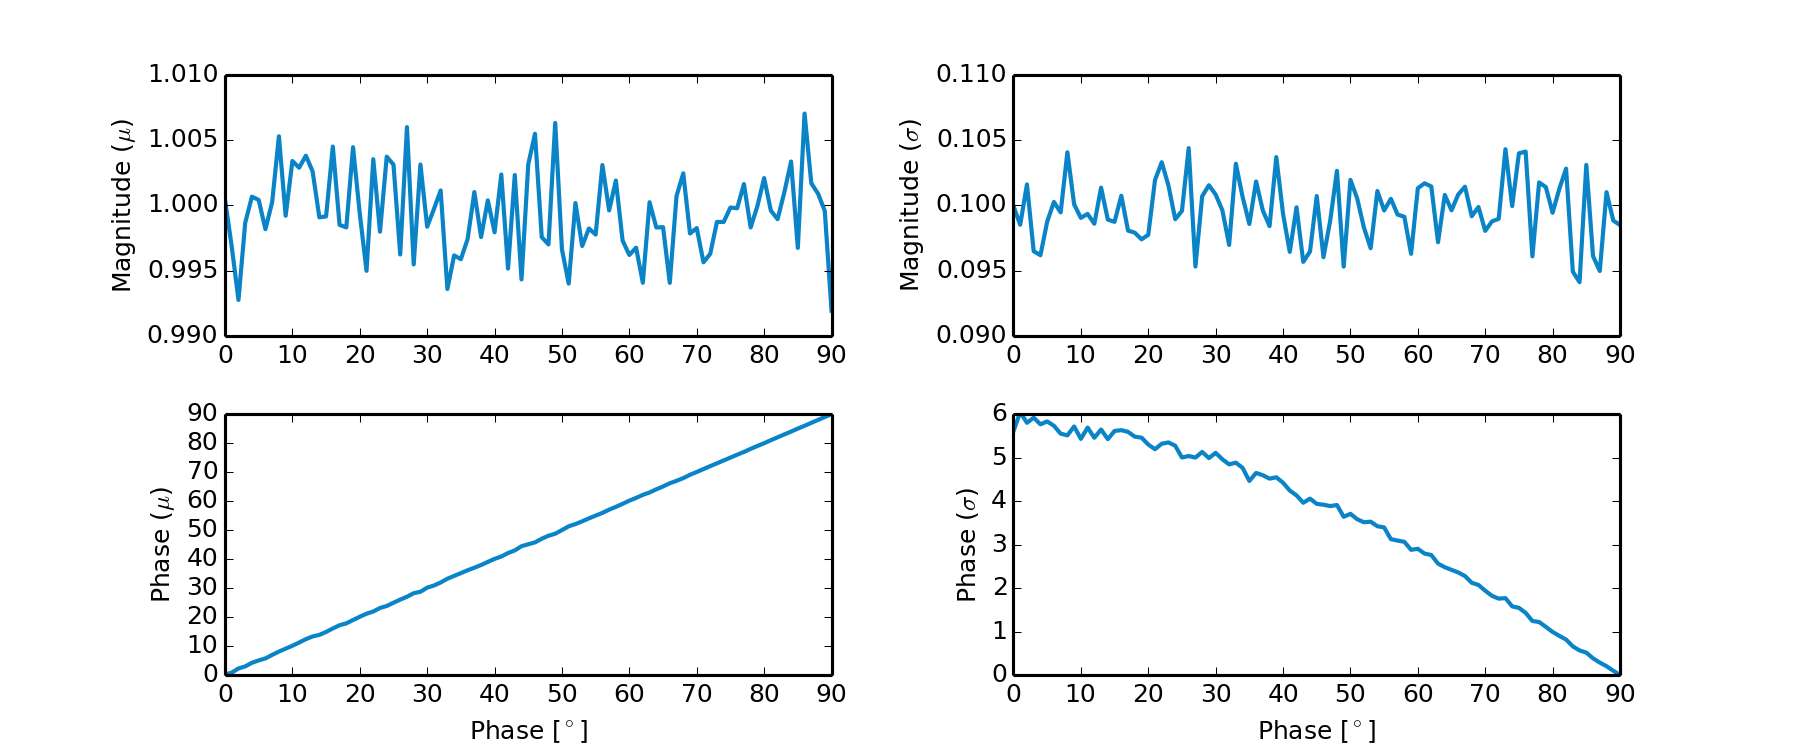 1.010
1.005
1.000
0.995
0.990
Magnitude (μ)
0 10 20 30 40 50 60 70 80 90
0.110
0.105
0.100
0.095
0.090
Magnitude (σ)
0 10 20 30 40 50 60 70 80 90
90
80
70
60
50
40
30
20
10
0
Phase (μ)
0 10 20 30 40 50 60 70 80 90
Phase [°]
6
5
4
3
2
1
0
Phase (σ)
0 10 20 30 40 50 60 70 80 90
Phase [°]